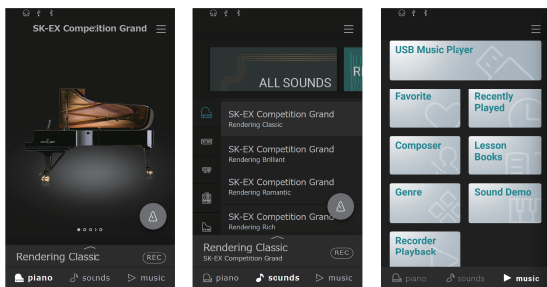 SK-EX Competition Grand
Rendering Classic
REC
piano
sounds
music
ALL SOUNDS
SK-EX Competition Grand
Rendering Classic
SK-EX Competition Grand
Rendering Brilliant
SK-EX Competition Grand
Rendering Romantic
SK-EX Competition Grand
Rendering Rich
Rendering Classic
SK-EX Competition Grand
REC
piano
sounds
music
USB Music Player
Favorite
Recently
Played
Composer
Lesson
Books
Genre
Sound Demo
Recorder
Playback
piano
sounds
music